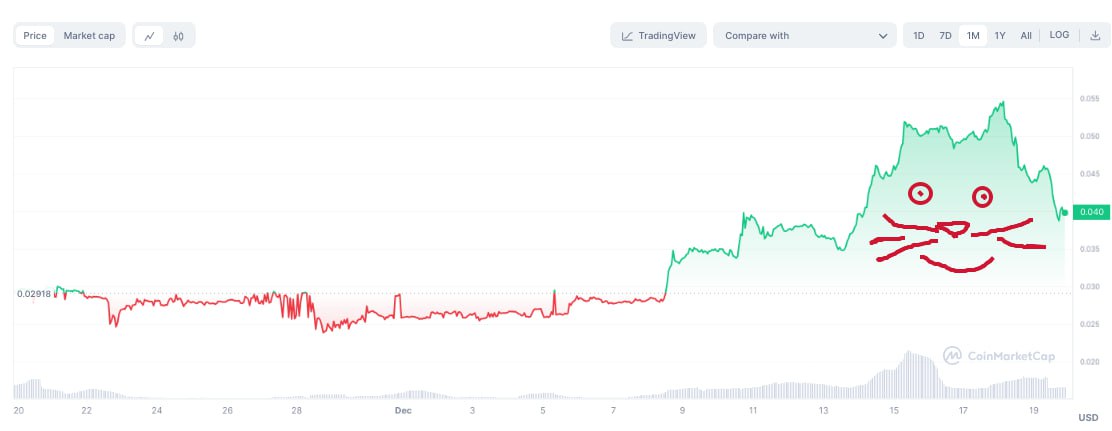 Price Market cap TradingView Compare with 1D 7D 1M 1Y All LOG
0.055
0.050
0.045
0.040
0.035
0.02918
0.030
0.025
0.020
CoinMarketCap
20 22 24 26 28 Dec 3 5 7 9 11 13 15 17 19
USD